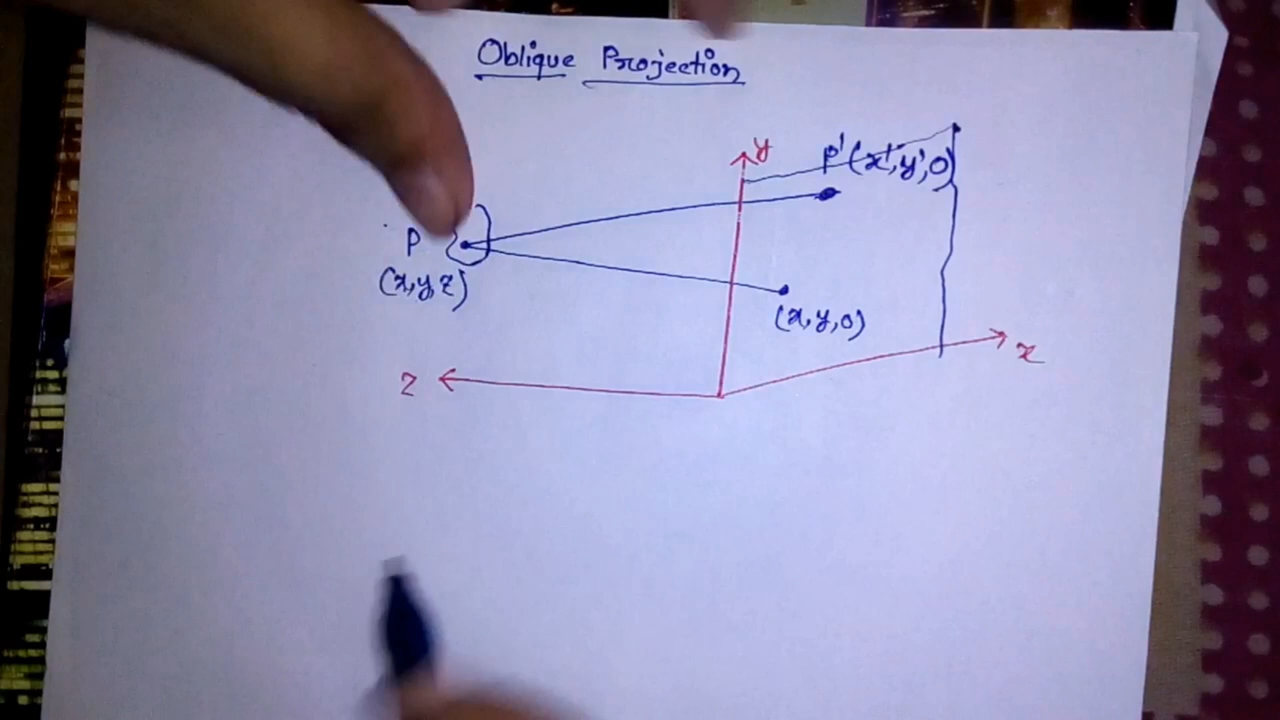 Oblique Projection
y
P'(x',y',0)
P
(x,y,z)
(x,y,0)
x
z